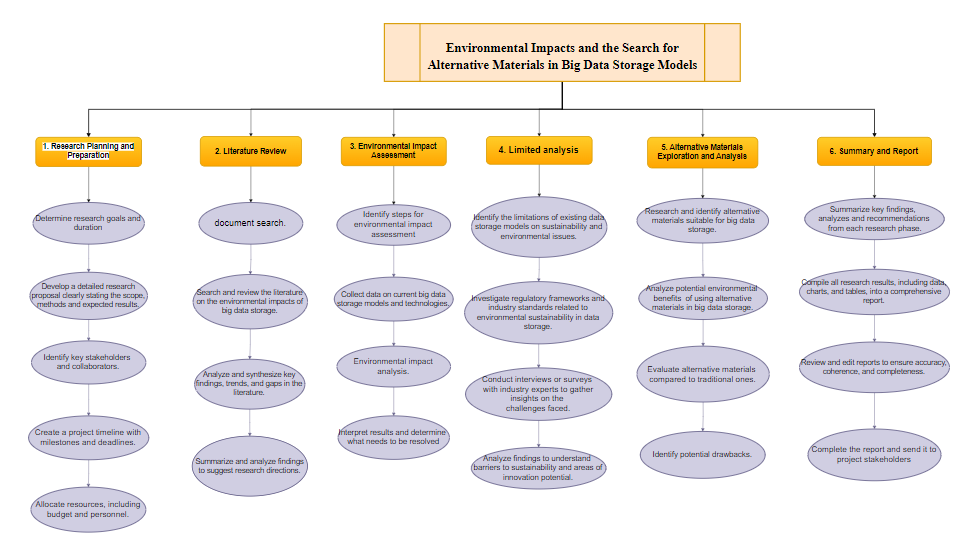 Environmental Impacts and the Search for
Alternative Materials in Big Data Storage Models
1. Research Planning and
Preparation
Determine research goals and
duration
Develop a detailed research
proposal clearly stating the scope,
methods and expected results.
Identify key stakeholders
and collaborators.
Create a project timeline with
milestones and deadlines.
Allocate resources, including
budget and personnel.
2. Literature Review
document search.
Search and review the literature
on the environmental impacts of
big data storage.
Analyze and synthesize key
findings, trends, and gaps in the
literature.
Summarize and analyze findings
to suggest research directions.
3. Environmental Impact
Assessment
Identify steps for
environmental impact
assessment
Collect data on current big data
storage models and technologies.
Environmental impact
analysis.
Interpret results and determine
what needs to be resolved
4. Limited analysis
Identify the limitations of existing data
storage models on sustainability and
environmental issues.
Investigate regulatory frameworks and
industry standards related to
environmental sustainability in data
storage.
Conduct interviews or surveys
with industry experts to gather
insights on the
challenges faced.
Analyze findings to understand
barriers to sustainability and areas of
innovation potential.
5. Alternative Materials
Exploration and Analysis
Research and identify alternative
materials suitable for big data
storage.
Analyze potential environmental
benefits of using alternative
materials in big data storage.
Evaluate alternative materials
compared to traditional ones.
Identify potential drawbacks.
6. Summary and Report
Summarize key findings,
analyzes and recommendations
from each research phase.
Compile all research results, including data,
charts, and tables, into a comprehensive
report.
Review and edit reports to ensure accuracy,
coherence, and completeness.
Complete the report and send it to
project stakeholders